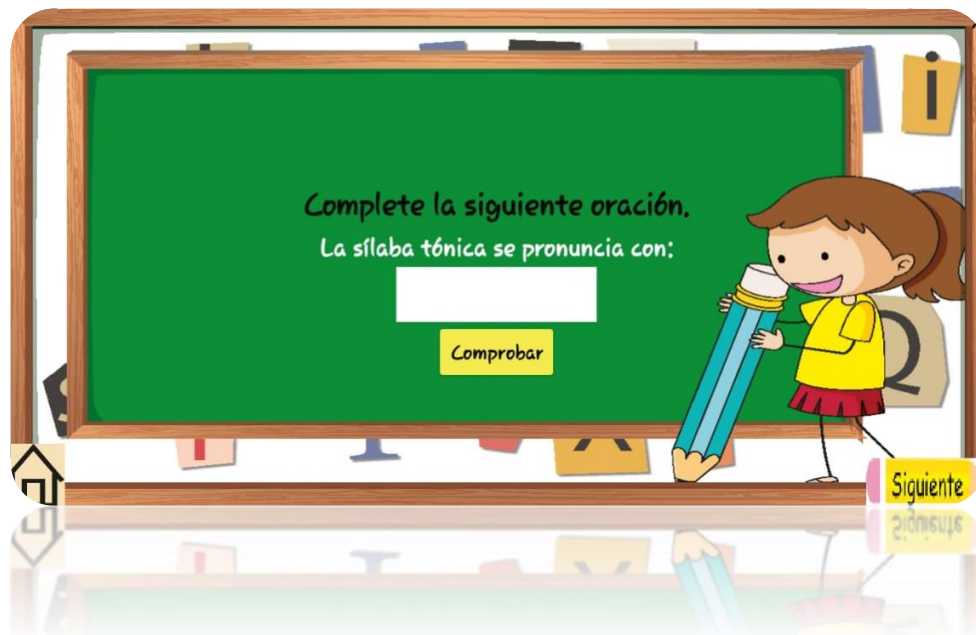 Complete la siguiente oración.
La sílaba tónica se pronuncia con:
Comprobar
Siguiente